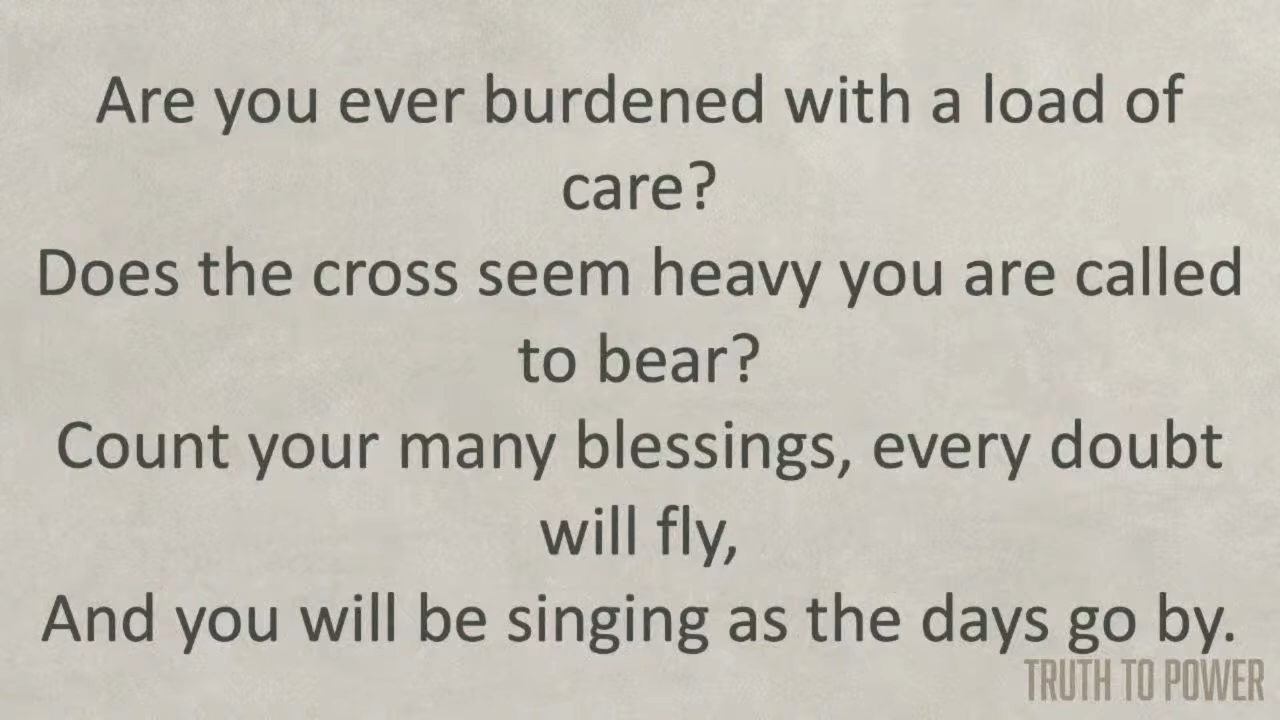 Are you ever burdened with a load of
care?
Does the cross seem heavy you are called
to bear?
Count your many blessings, every doubt
will fly,
And you will be singing as the days go by.
TRUTH TO POWER